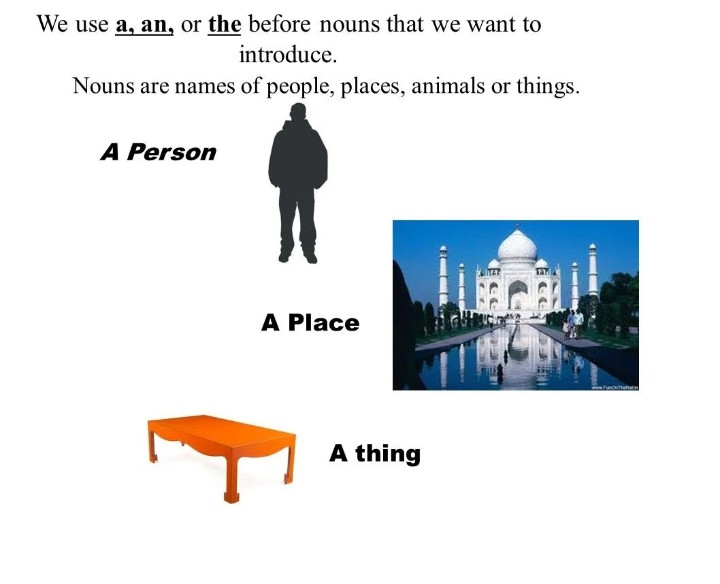 We use a, an, or the before nouns that we want to
introduce.
Nouns are names of people, places, animals or things.
A Person
A Place
A thing